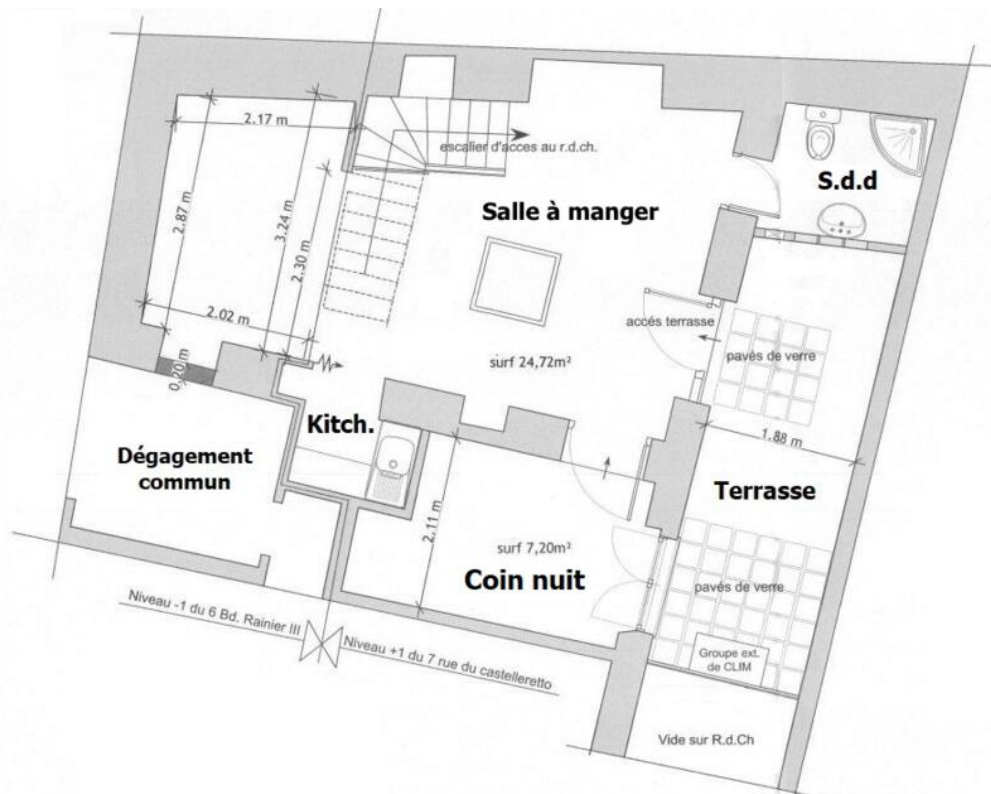 2.17 m
escalier d'acces au r.d.ch.
S.d.d
2.87 m
3.24 m
2.30 m
Salle à manger
2.02 m
accés terrasse
pavés de verre
surf 24,72m²
0,20 m
Kitch.
1.88 m
Dégagement
commun
Terrasse
2.11 m
surf 7,20m²
Coin nuit
pavés de verre
Niveau -1 du 6 Bd. Rainier III
Niveau +1 du 7 rue du castelleretto
Groupe ext.
de CLIM
Vide sur R.d.Ch